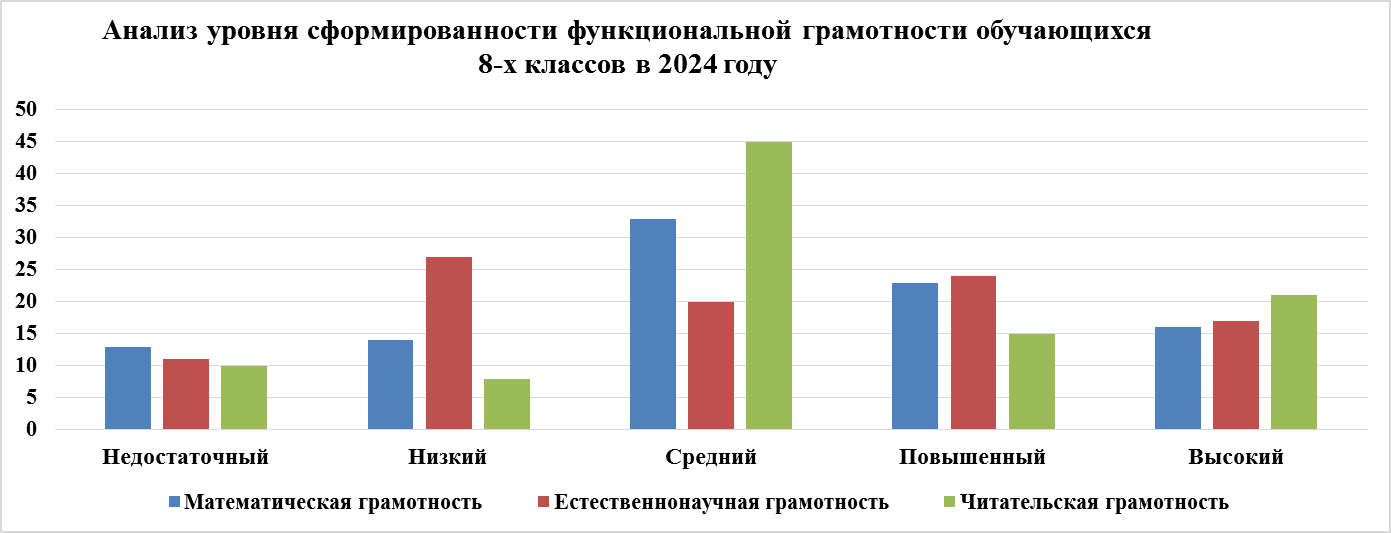 Анализ уровня сформированности функциональной грамотности обучающихся
8-х классов в 2024 году
50
45
40
35
30
25
20
15
10
5
0
Недостаточный Низкий Средний Повышенный Высокий
Математическая грамотность Естественнонаучная грамотность Читательская грамотность